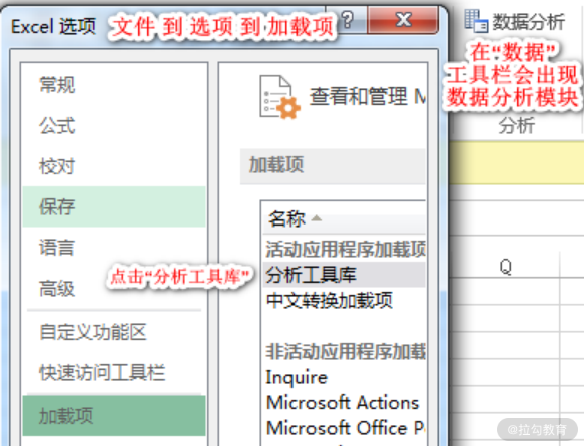 Excel 选项
文件 到 选项 到 加载项
?
数据分析
在“数据”
工具栏会出现
数据分析模块
分析
常规
公式
校对
保存
语言
高级
自定义功能区
快速访问工具栏
加载项
查看和管理 M
加载项
名称
活动应用程序加载项
点击“分析工具库”
分析工具库
中文转换加载项
非活动应用程序加载
Inquire
Microsoft Actions
Microsoft Office P
Q
@拉勾教育